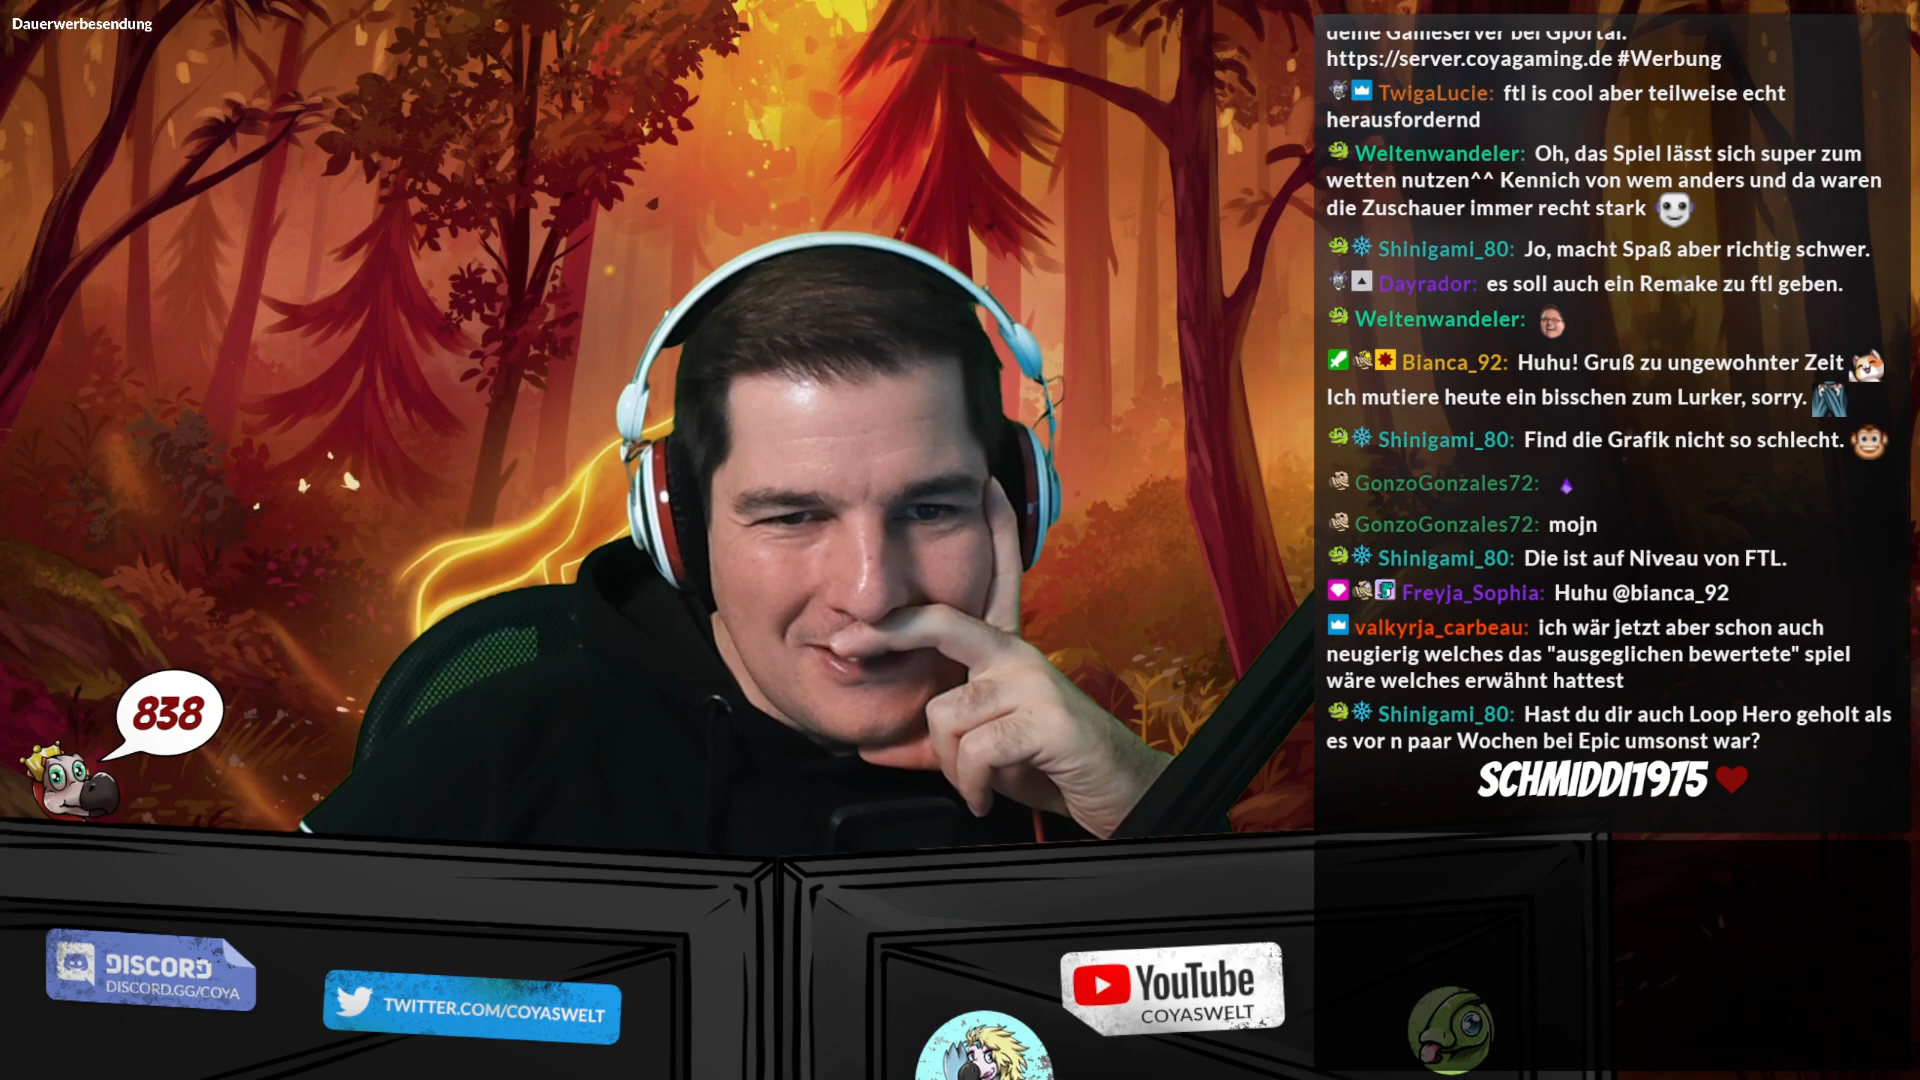 Dauerwerbesendung
deine Gameserver bei Gportal.
https://server.coyagaming.de #Werbung
TwigaLucie: ftl is cool aber teilweise echt
herausfordernd
Weltenwandeler: Oh, das Spiel lässt sich super zum
wetten nutzen^^ Kennich von wem anders und da waren
die Zuschauer immer recht stark
Shinigami_80: Jo, macht Spaß aber richtig schwer.
Dayrador: es soll auch ein Remake zu ftl geben.
Weltenwandeler:
Bianca_92: Huhu! Gruß zu ungewohnter Zeit
Ich mutiere heute ein bisschen zum Lurker, sorry.
Shinigami_80: Find die Grafik nicht so schlecht.
GonzoGonzales72:
GonzoGonzales72: mojn
Shinigami_80: Die ist auf Niveau von FTL.
Freyja_Sophia: Huhu @bianca_92
valkyrja_carbeau: ich wär jetzt aber schon auch
neugierig welches das "ausgeglichen bewertete" spiel
wäre welches erwähnt hattest
Shinigami_80: Hast du dir auch Loop Hero geholt als
es vor n paar Wochen bei Epic umsonst war?
SCHMIDDI1975
838
DISCORD
DISCORD.GG/COYA
TWITTER.COM/COYASWELT
YouTube
COYASWELT